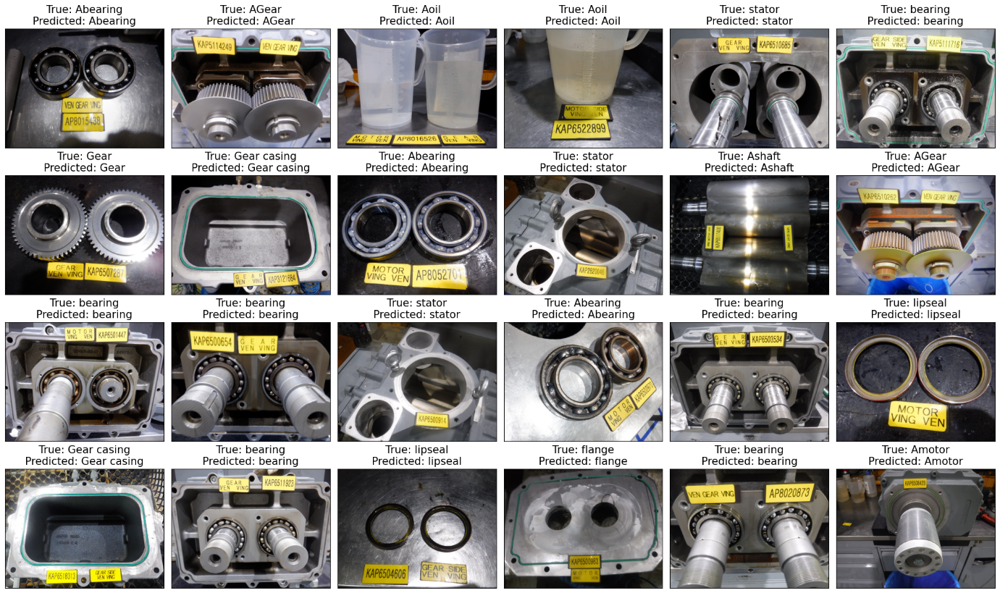 True: Abearing
Predicted: Abearing
VEN GEAR VING
AP8015438
True: AGear
Predicted: AGear
KAP5114249
VEN GEAR VING
True: Aoil
Predicted: Aoil
MOTOR
VING VEN
AP8016526
GEAR
VEN VING
True: Aoil
Predicted: Aoil
MOTOR SIDE
VING VEN
KAP6522899
True: stator
Predicted: stator
GEAR
VEN VING
KAP6510685
True: bearing
Predicted: bearing
GEAR SIDE
VEN VING
KAP5111716
True: Gear
Predicted: Gear
GEAR
VEN VING
KAP6507287
True: Gear casing
Predicted: Gear casing
GEAR
VEN VING
KAP3121684
True: Abearing
Predicted: Abearing
MOTOR
VING VEN
AP8052701
True: stator
Predicted: stator
KAP2820046
True: Ashaft
Predicted: Ashaft
True: AGear
Predicted: AGear
KAP6510262
VEN GEAR VING
True: bearing
Predicted: bearing
MOTOR
VING VEN
KAP6501447
True: bearing
Predicted: bearing
KAP6500654
GEAR
VEN VING
True: stator
Predicted: stator
KAP6500914
True: Abearing
Predicted: Abearing
MOTOR
VING VEN
True: bearing
Predicted: bearing
GEAR
VEN VING
KAP6503534
True: lipseal
Predicted: lipseal
MOTOR
VING VEN
True: Gear casing
Predicted: Gear casing
KAP6518313
GEAR SIDE
VEN VING
True: bearing
Predicted: bearing
GEAR
VEN VING
KAP6511923
True: lipseal
Predicted: lipseal
KAP6504606
GEAR SIDE
VEN VING
True: flange
Predicted: flange
KAP6500983
MOTOR
True: bearing
Predicted: bearing
VEN GEAR VING
AP8020873
True: Amotor
Predicted: Amotor
KAP6508423